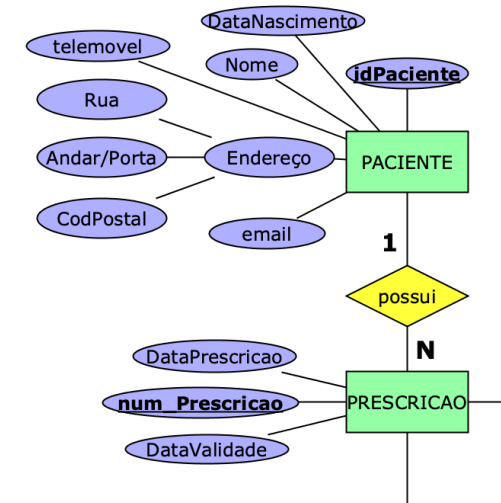 DataNascimento
telemovel
Nome
idPaciente
Rua
Andar/Porta
Endereço
PACIENTE
CodPostal
email
1
possui
N
DataPrescricao
num_Prescricao
PRESCRICAO
DataValidade